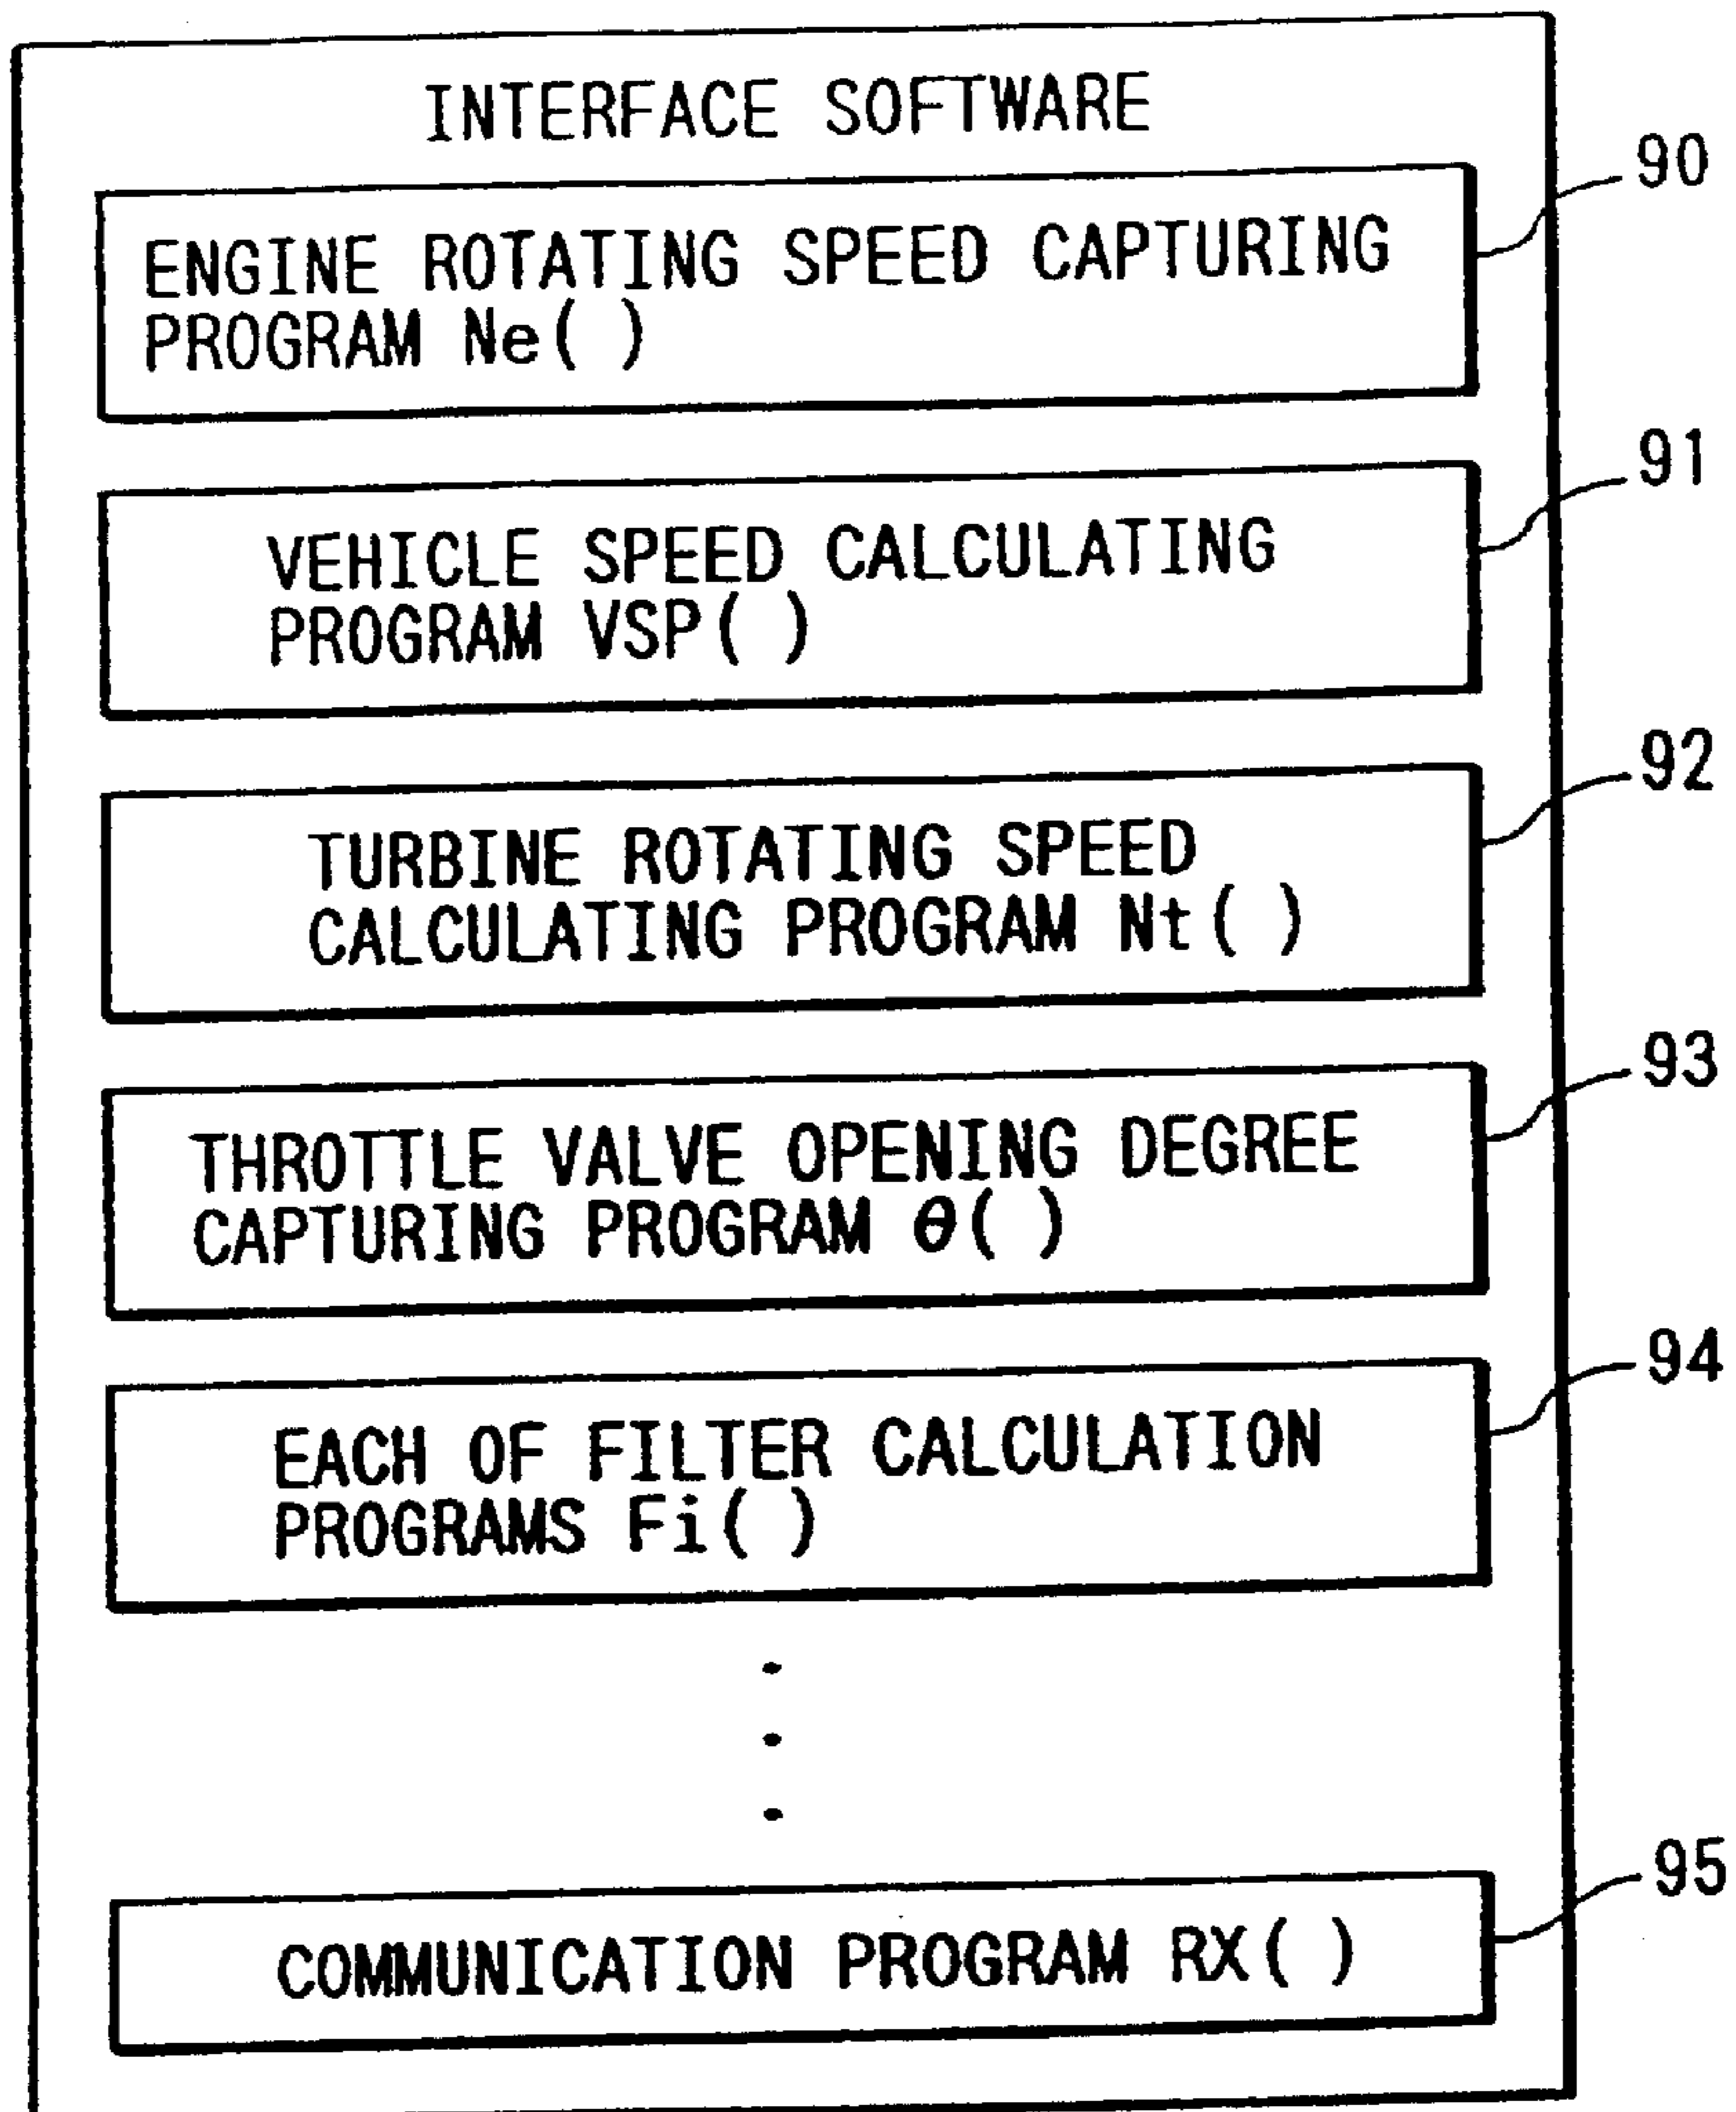 INTERFACE SOFTWARE
90
ENGINE ROTATING SPEED CAPTURING
PROGRAM Ne( )
91
VEHICLE SPEED CALCULATING
PROGRAM VSP( )
92
TURBINE ROTATING SPEED
CALCULATING PROGRAM Nt( )
93
THROTTLE VALVE OPENING DEGREE
CAPTURING PROGRAM θ( )
94
EACH OF FILTER CALCULATION
PROGRAMS Fi( )
95
COMMUNICATION PROGRAM RX( )